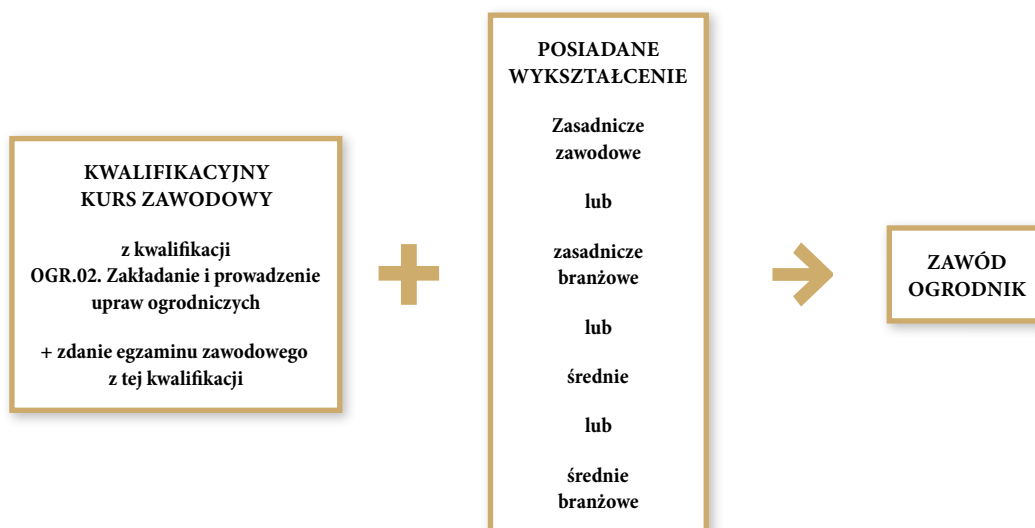 KWALIFIKACYJNY
KURS ZAWODOWY
z kwalifikacji
OGR.02. Zakładanie i prowadzenie
upraw ogrodniczych
+ zdanie egzaminu zawodowego
z tej kwalifikacji
POSIADANE
WYKSZTAŁCENIE
Zasadnicze
zawodowe
lub
zasadnicze
branżowe
lub
średnie
lub
średnie
branżowe
ZAWÓD
OGRODNIK